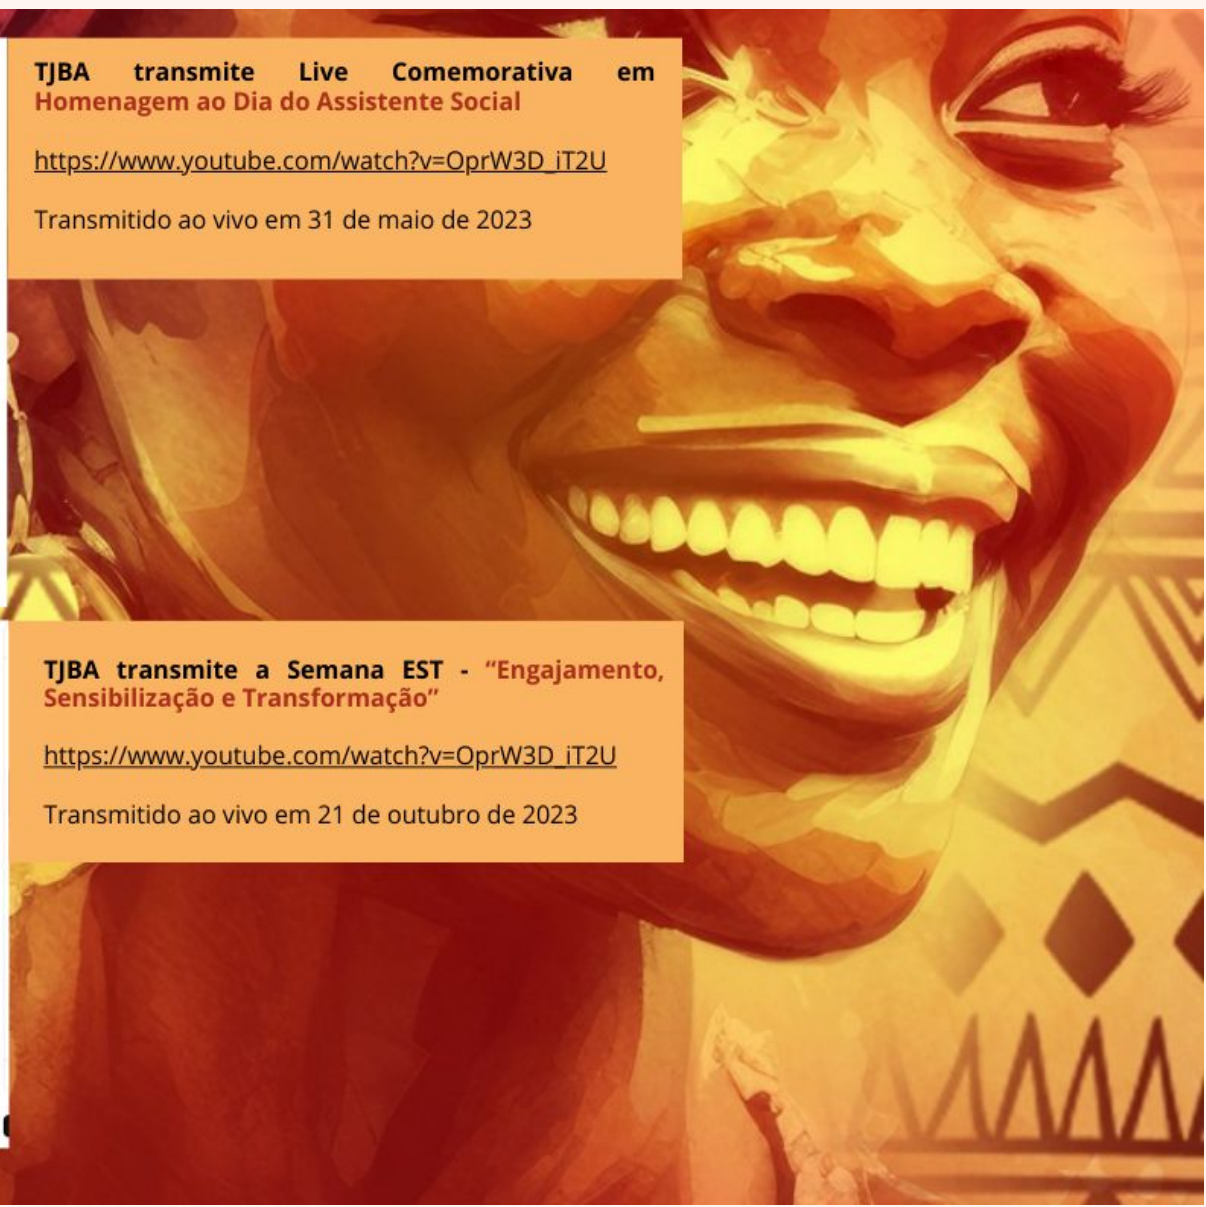 TJBA transmite Live Comemorativa em
Homenagem ao Dia do Assistente Social
https://www.youtube.com/watch?v=OprW3D_iT2U
Transmitido ao vivo em 31 de maio de 2023
TJBA transmite a Semana EST - “Engajamento,
Sensibilização e Transformação”
https://www.youtube.com/watch?v=OprW3D_iT2U
Transmitido ao vivo em 21 de outubro de 2023